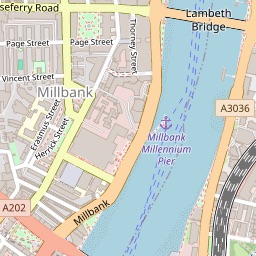 seferry Road
Lambeth
Bridge
Page Street
Page Street
Thorney Street
Vincent Street
Millbank
A3036
Erasmus Street
Herrick Street
Millbank
Millennium
Pier
Millbank
A202